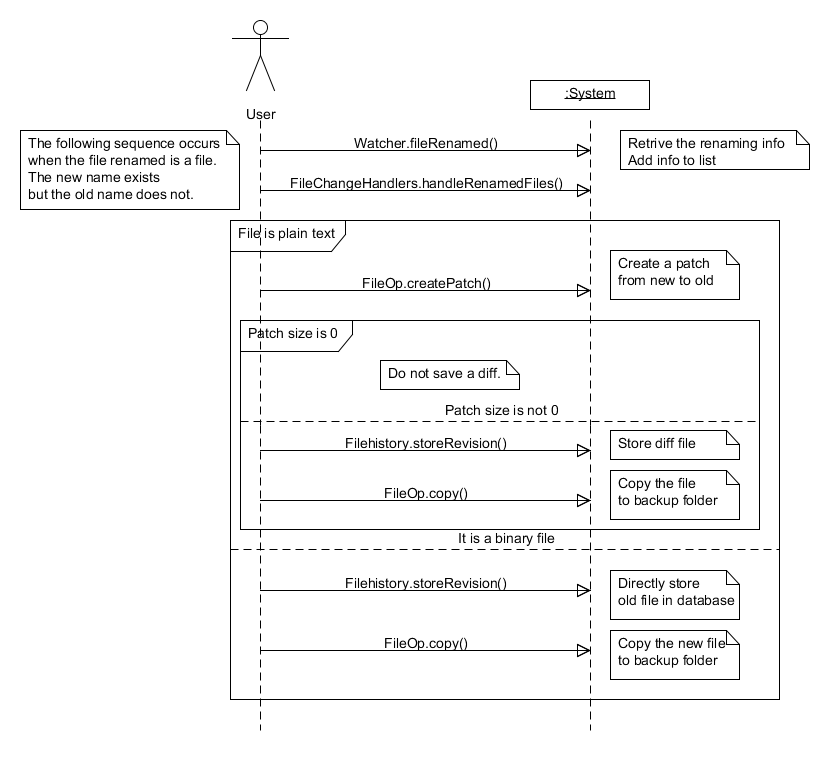 User
:System
The following sequence occurs
when the file renamed is a file.
The new name exists
but the old name does not.
Watcher.fileRenamed()
Retrive the renaming info
Add info to list
FileChangeHandlers.handleRenamedFiles()
File is plain text
Create a patch
from new to old
FileOp.createPatch()
Patch size is 0
Do not save a diff.
Patch size is not 0
Filehistory.storeRevision()
Store diff file
FileOp.copy()
Copy the file
to backup folder
It is a binary file
Filehistory.storeRevision()
Directly store
old file in database
FileOp.copy()
Copy the new file
to backup folder